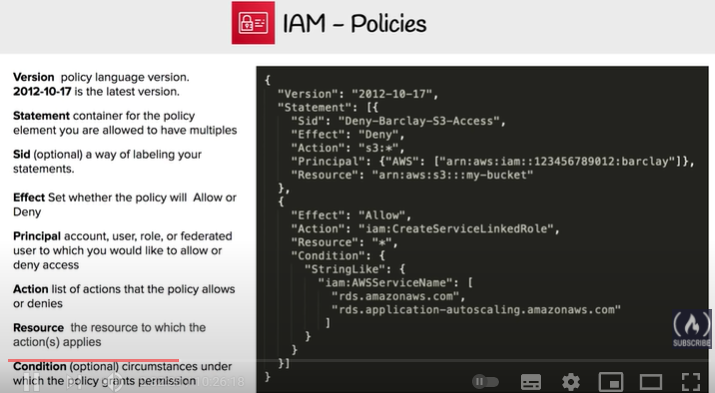 IAM – Policies
Version policy language version.
2012-10-17 is the latest version.
Statement container for the policy
element you are allowed to have multiples
Sid (optional) a way of labeling your
statements.
Effect Set whether the policy will Allow or
Deny
Principal account, user, role, or federated
user to which you would like to allow or
deny access
Action list of actions that the policy allows
or denies
Resource the resource to which the
action(s) applies
Condition (optional) circumstances under
which the policy grants permission
{
"Version": "2012-10-17",
"Statement": [{
"Sid": "Deny-Barclay-S3-Access",
"Effect": "Deny",
"Action": "s3:*",
"Principal": {"AWS": ["arn:aws:iam::123456789012:barclay"]},
"Resource": "arn:aws:s3:::my-bucket"
},
{
"Effect": "Allow",
"Action": "iam:CreateServiceLinkedRole",
"Resource": "*",
"Condition": {
"StringLike": {
"iam:AWSServiceName": [
"rds.amazonaws.com",
"rds.application-autoscaling.amazonaws.com"
]
}
}
}]
}
SUBSCRIBE